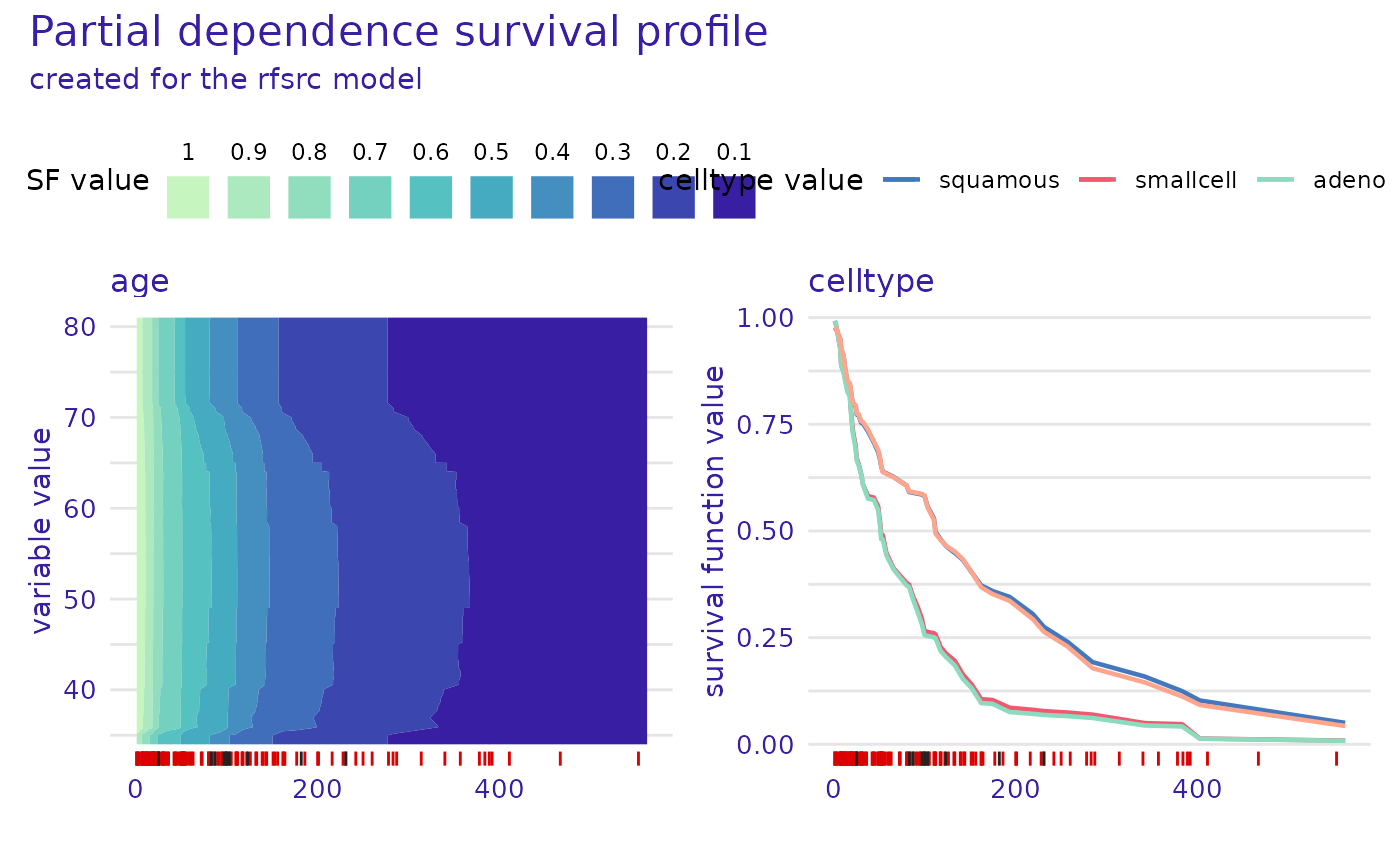 Partial dependence survival profile
created for the rfsrc model
1 0.9 0.8 0.7 0.6 0.5 0.4 0.3 0.2 0.1
SF value
celltype value squamous smallcell adeno
age
variable value
80
70
60
50
40
0 200 400
celltype
survival function value
1.00
0.75
0.50
0.25
0.00
0 200 400